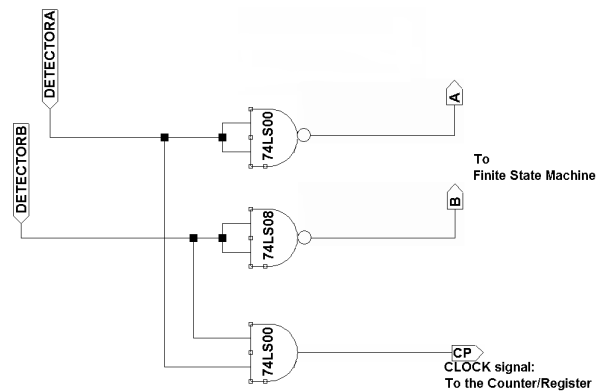 DETECTORA
74LS00
A
To
Finite State Machine
DETECTORB
74LS08
B
74LS00
CP
CLOCK signal:
To the Counter/Register